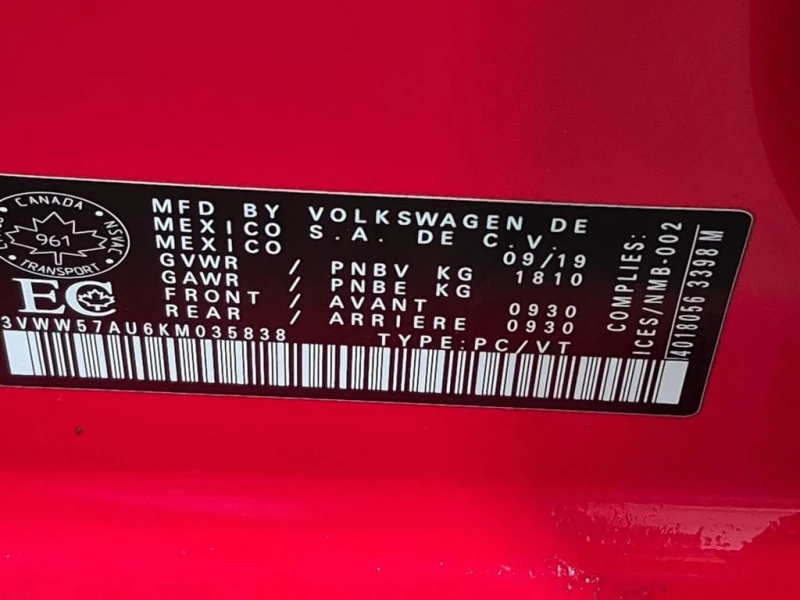 CANADA
961
TRANSPORT
NSVAC
EC
MFD BY VOLKSWAGEN DE
MEXICO S.A. DE C.V.
MEXICO 09/19
GVWR / PNBV KG 1810
GAWR / PNBE KG
FRONT / AVANT 0930
REAR / ARRIERE 0930
3VWW57AU6KM035838 TYPE:PC/VT
COMPLIES:
ICES/NMB-002
4018056 3398 M